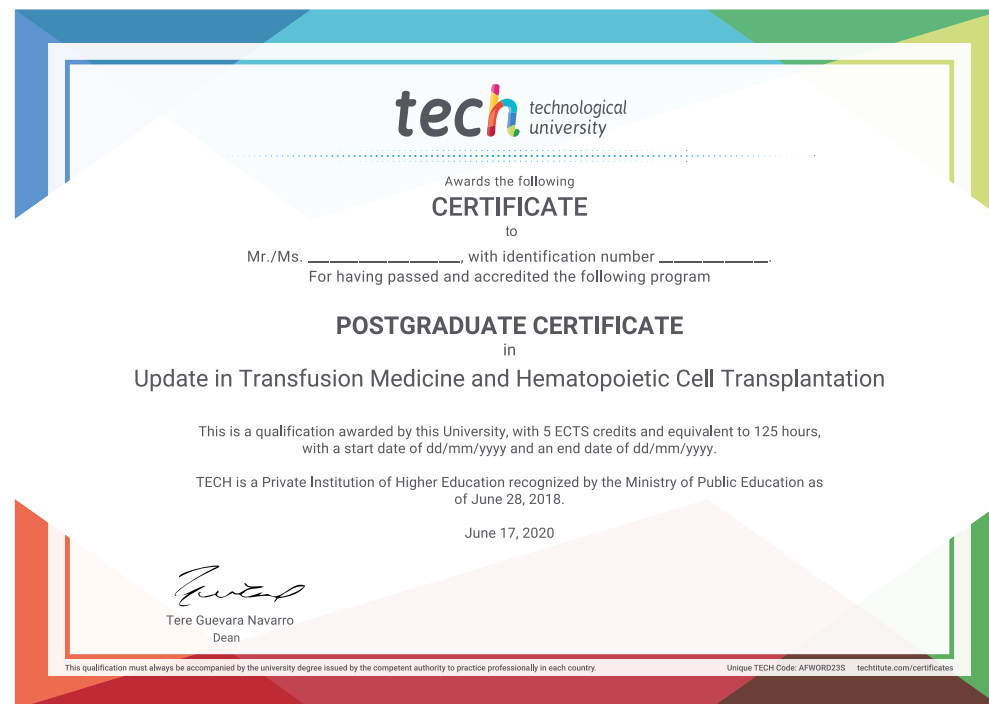 tech technological
university
Awards the following
CERTIFICATE
to
Mr./Ms. ____________________, with identification number ______________.
For having passed and accredited the following program
POSTGRADUATE CERTIFICATE
in
Update in Transfusion Medicine and Hematopoietic Cell Transplantation
This is a qualification awarded by this University, with 5 ECTS credits and equivalent to 125 hours,
with a start date of dd/mm/yyyy and an end date of dd/mm/yyyy.
TECH is a Private Institution of Higher Education recognized by the Ministry of Public Education as
of June 28, 2018.
June 17, 2020
Tere Guevara Navarro
Dean
This qualification must always be accompanied by the university degree issued by the competent authority to practice professionally in each country.
Unique TECH Code: AFWORD23S techtitute.com/certificates